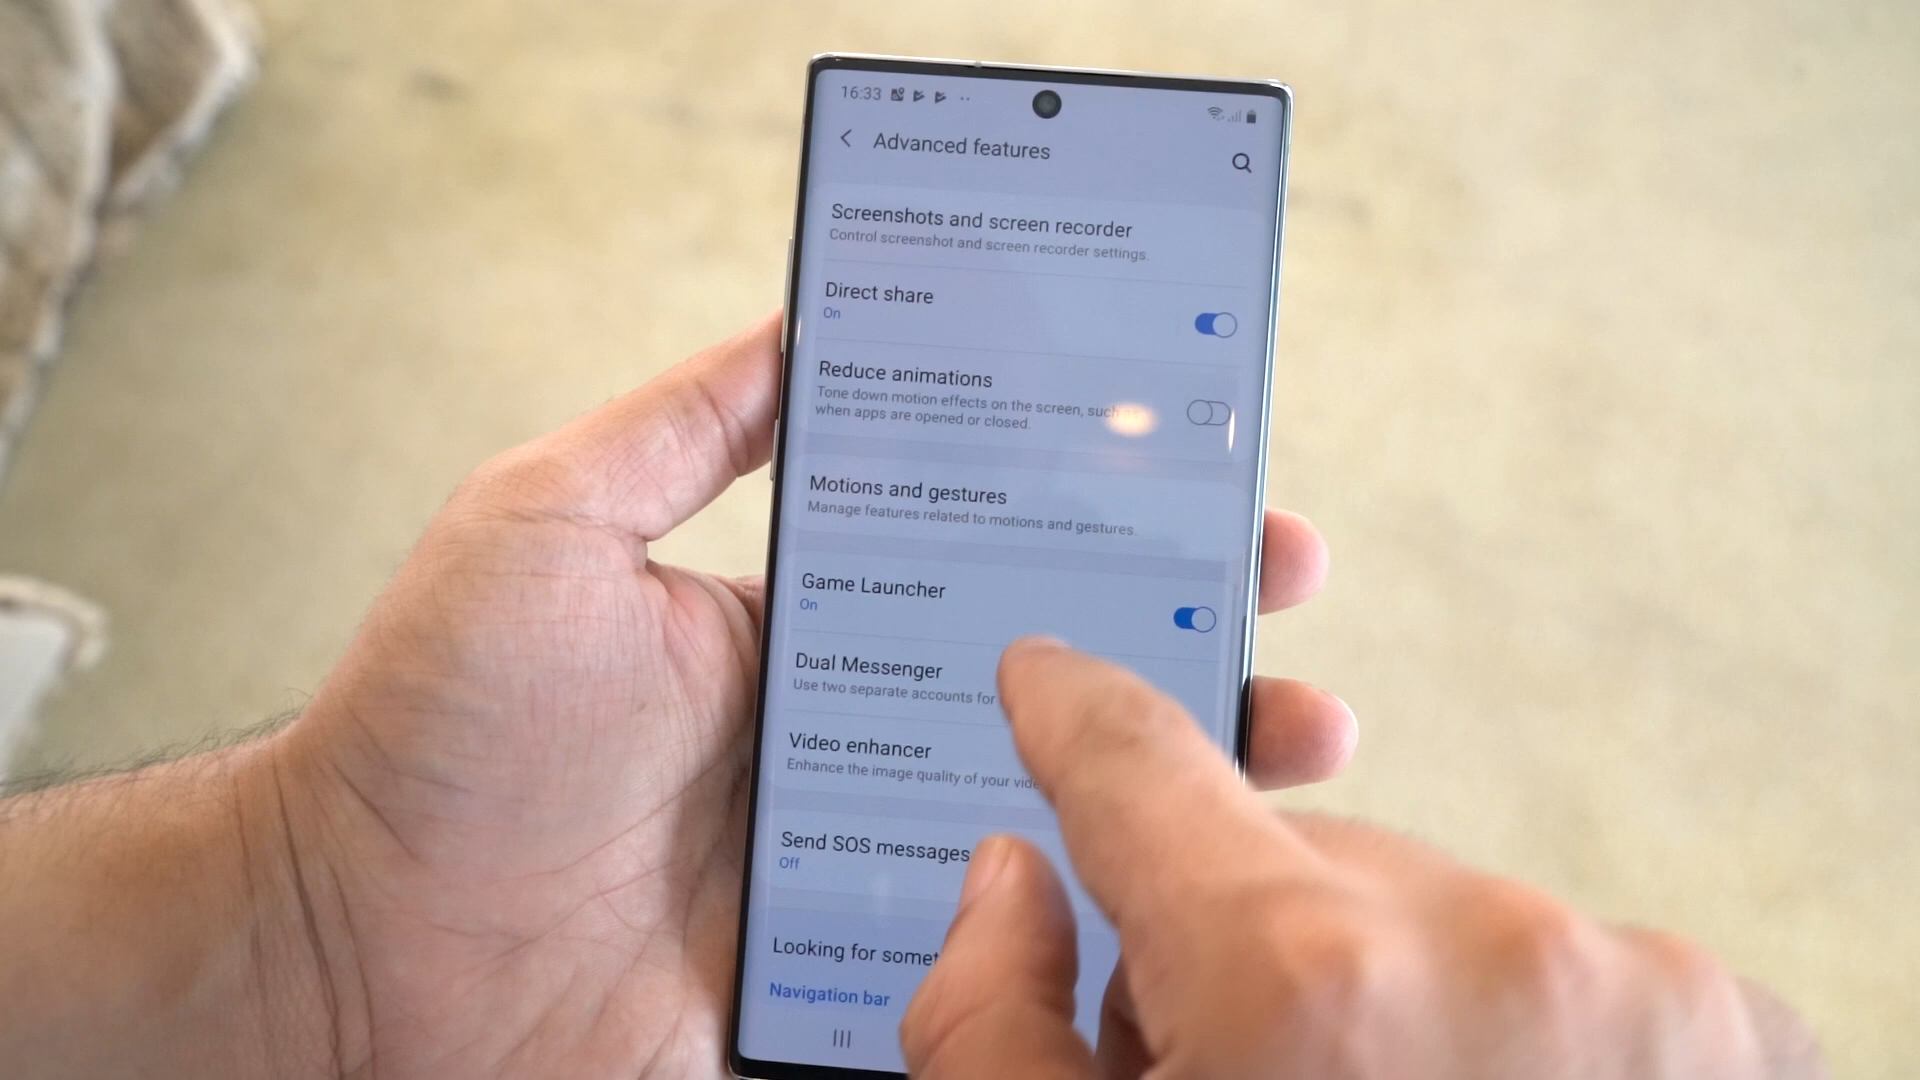 16:33
Advanced features
Screenshots and screen recorder
Control screenshot and screen recorder settings.
Direct share
On
Reduce animations
Tone down motion effects on the screen, such
when apps are opened or closed.
Motions and gestures
Manage features related to motions and gestures.
Game Launcher
On
Dual Messenger
Use two separate accounts for
Video enhancer
Enhance the image quality of your
Send SOS messages
Off
Looking for
Navigation bar